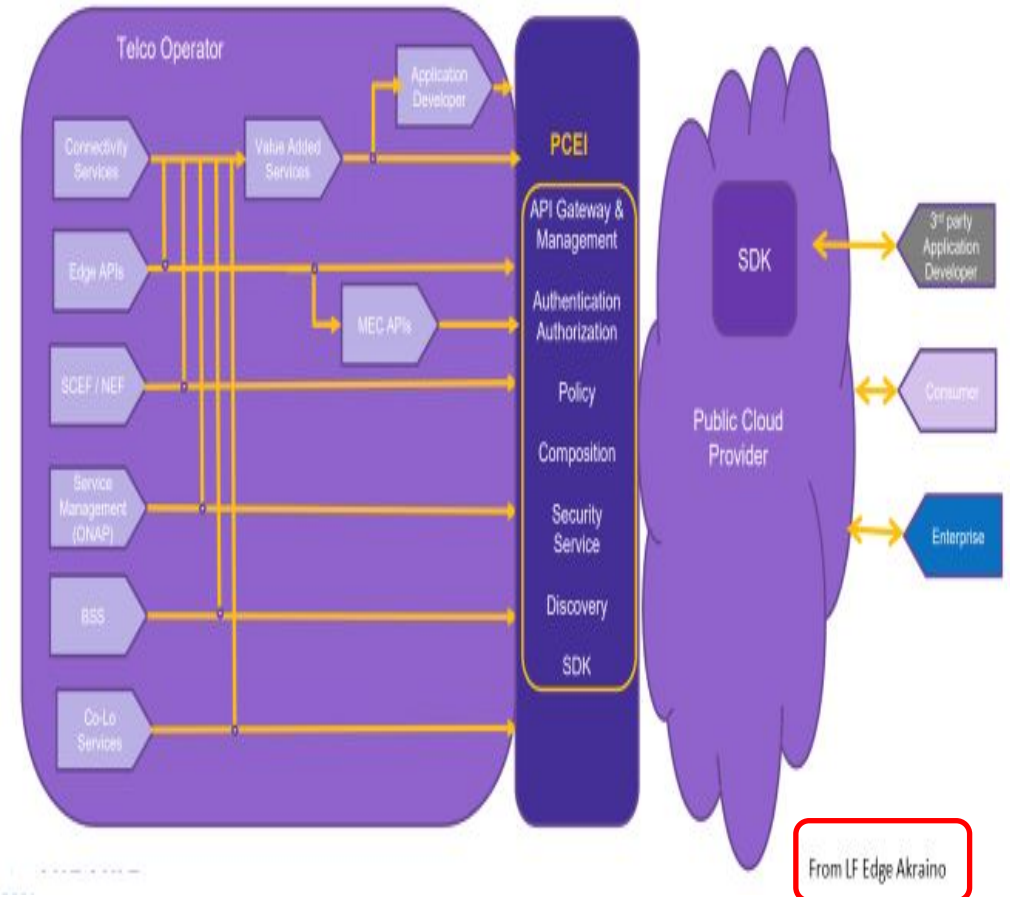 Telco Operator
Application
Developer
Connectivity
Services
Value Added
Services
Edge APIs
MEC APIs
SCEF / NEF
Service
Management
(ONAP)
BSS
Co-Lo
Services
PCEI
API Gateway &
Management
Authentication
Authorization
Policy
Composition
Security
Service
Discovery
SDK
SDK
Public Cloud
Provider
3rd party
Application
Developer
Consumer
Enterprise
From LF Edge Akraino